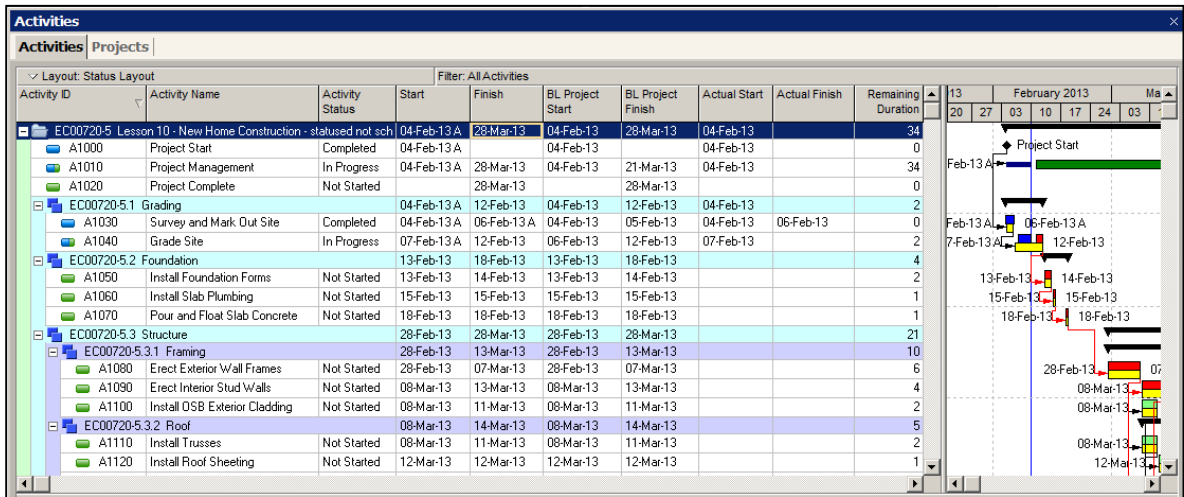 Activities
Activities Projects
Layout: Status Layout Filter: All Activities
Activity ID Activity Name Activity Status Start Finish BL Project Start BL Project Finish Actual Start Actual Finish Remaining Duration
13 February 2013 Ma
20 27 03 10 17 24 03
EC00720-5 Lesson 10 - New Home Construction - statused not sch 04-Feb-13 A 28-Mar-13 04-Feb-13 28-Mar-13 04-Feb-13 34
A1000 Project Start Completed 04-Feb-13 A 04-Feb-13 04-Feb-13 0 Project Start
A1010 Project Management In Progress 04-Feb-13 A 28-Mar-13 04-Feb-13 21-Mar-13 04-Feb-13 34 Feb-13 A
A1020 Project Complete Not Started 28-Mar-13 28-Mar-13 0
EC00720-5.1 Grading 04-Feb-13 A 12-Feb-13 04-Feb-13 12-Feb-13 04-Feb-13 2
A1030 Survey and Mark Out Site Completed 04-Feb-13 A 06-Feb-13 A 04-Feb-13 05-Feb-13 04-Feb-13 06-Feb-13 0 Feb-13 A 06-Feb-13 A
A1040 Grade Site In Progress 07-Feb-13 A 12-Feb-13 06-Feb-13 12-Feb-13 07-Feb-13 2 7-Feb-13 A 12-Feb-13
EC00720-5.2 Foundation 13-Feb-13 18-Feb-13 13-Feb-13 18-Feb-13 4
A1050 Install Foundation Forms Not Started 13-Feb-13 14-Feb-13 13-Feb-13 14-Feb-13 2 13-Feb-13 14-Feb-13
A1060 Install Slab Plumbing Not Started 15-Feb-13 15-Feb-13 15-Feb-13 15-Feb-13 1 15-Feb-13 15-Feb-13
A1070 Pour and Float Slab Concrete Not Started 18-Feb-13 18-Feb-13 18-Feb-13 18-Feb-13 1 18-Feb-13 18-Feb-13
EC00720-5.3 Structure 28-Feb-13 28-Mar-13 28-Feb-13 28-Mar-13 21
EC00720-5.3.1 Framing 28-Feb-13 13-Mar-13 28-Feb-13 13-Mar-13 10
A1080 Erect Exterior Wall Frames Not Started 28-Feb-13 07-Mar-13 28-Feb-13 07-Mar-13 6 28-Feb-13 07
A1090 Erect Interior Stud Walls Not Started 08-Mar-13 13-Mar-13 08-Mar-13 13-Mar-13 4 08-Mar-13
A1100 Install OSB Exterior Cladding Not Started 08-Mar-13 11-Mar-13 08-Mar-13 11-Mar-13 2 08-Mar-13
EC00720-5.3.2 Roof 08-Mar-13 14-Mar-13 08-Mar-13 14-Mar-13 5
A1110 Install Trusses Not Started 08-Mar-13 11-Mar-13 08-Mar-13 11-Mar-13 2 08-Mar-13
A1120 Install Roof Sheeting Not Started 12-Mar-13 12-Mar-13 12-Mar-13 12-Mar-13 1 12-Mar-13